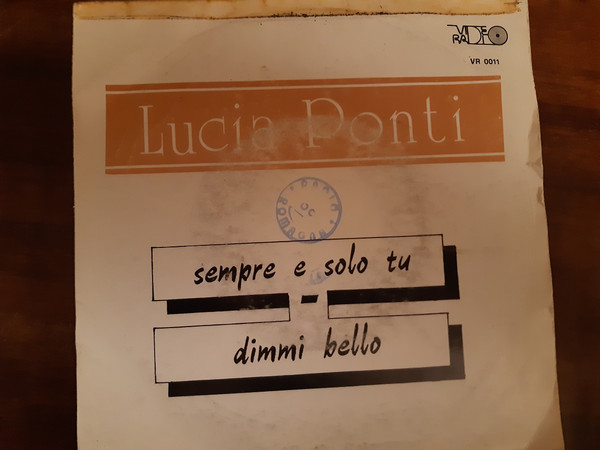 VIDEO
RADIO
VR 0011
Lucia Ponti
sempre e solo tu
-
dimmi bello